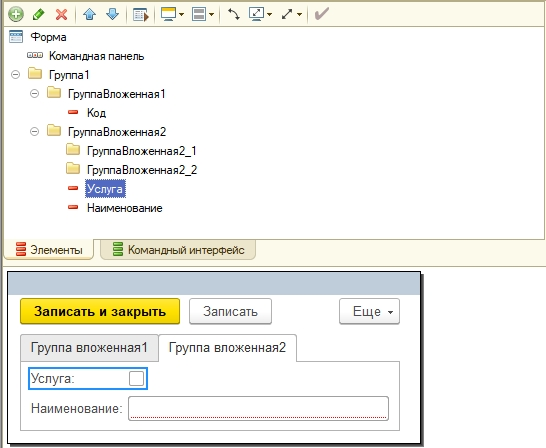 Форма
Командная панель
Группа1
ГруппаВложенная1
Код
ГруппаВложенная2
ГруппаВложенная2_1
ГруппаВложенная2_2
Услуга
Наименование
Элементы Командный интерфейс
Записать и закрыть Записать Еще
Группа вложенная1 Группа вложенная2
Услуга:
Наименование: